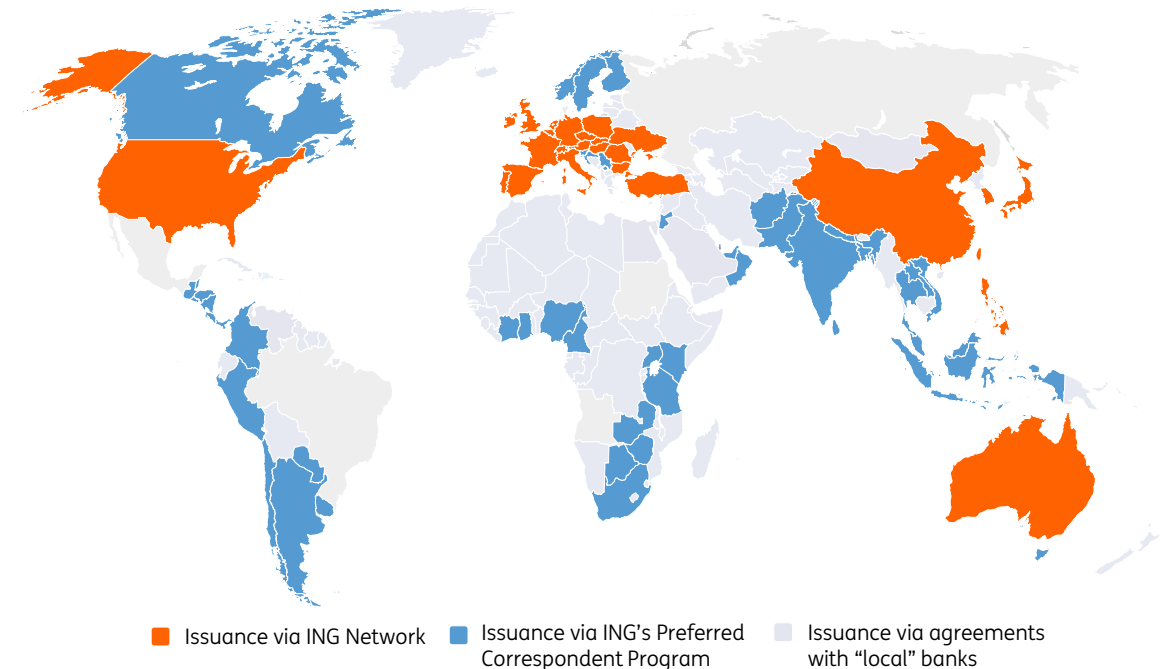 Issuance via ING Network
Issuance via ING's Preferred
Correspondent Program
Issuance via agreements
with “local” banks